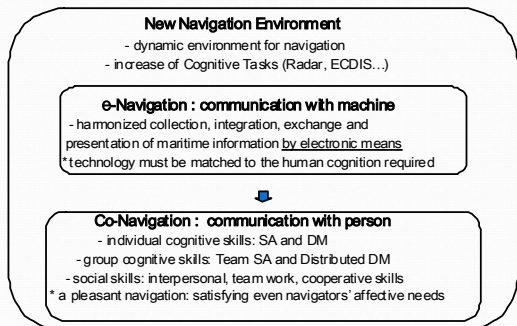 New Navigation Environment
- dynamic environment for navigation
- increase of Cognitive Tasks (Radar, ECDIS…)
e-Navigation : communication with machine
- harmonized collection, integration, exchange and
presentation of maritime information by electronic means
* technology must be matched to the human cognition required
Co-Navigation : communication with person
- individual cognitive skills: SA and DM
- group cognitive skills: Team SA and Distributed DM
- social skills: interpersonal, team work, cooperative skills
* a pleasant navigation: satisfying even navigators' affective needs